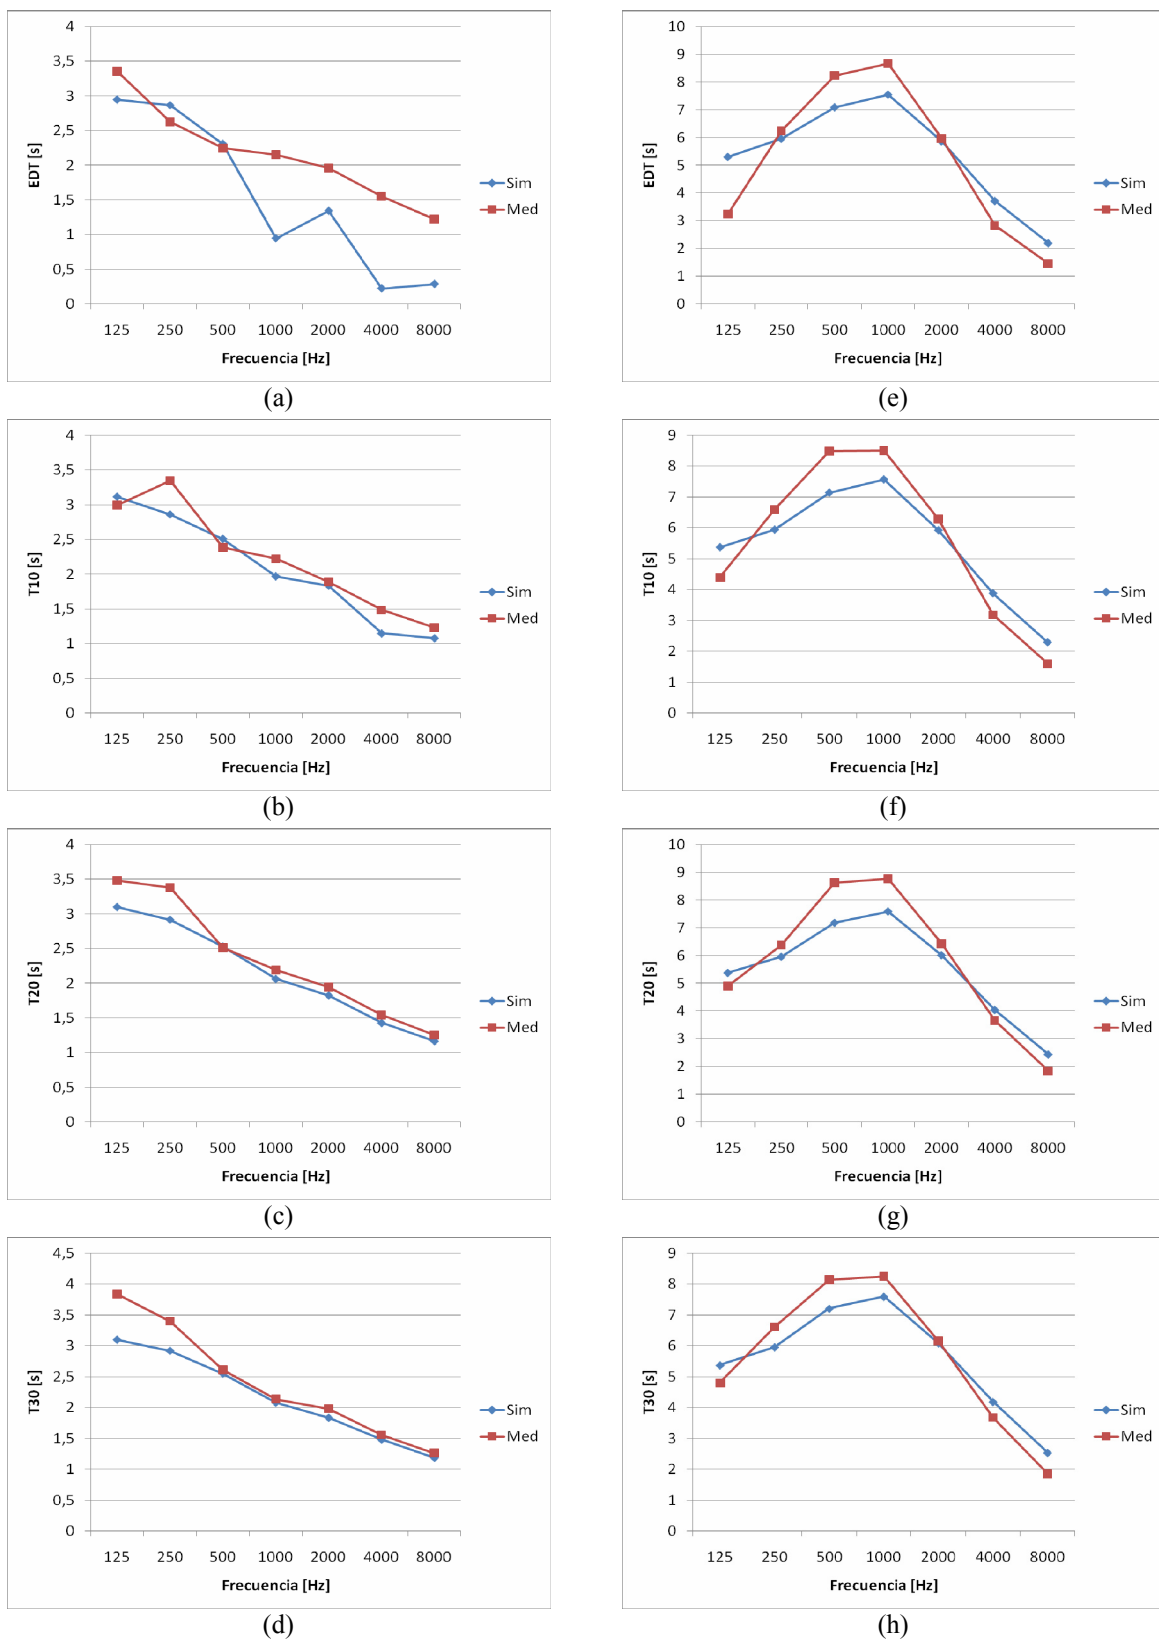 4
3,5
3
2,5
2
1,5
1
0,5
0
EDT [s]
125 250 500 1000 2000 4000 8000
Frecuencia [Hz]
Sim
Med
(a)
10
9
8
7
6
5
4
3
2
1
0
EDT [s]
125 250 500 1000 2000 4000 8000
Frecuencia [Hz]
Sim
Med
(e)
4
3,5
3
2,5
2
1,5
1
0,5
0
T10 [s]
125 250 500 1000 2000 4000 8000
Frecuencia [Hz]
Sim
Med
(b)
9
8
7
6
5
4
3
2
1
0
T10 [s]
125 250 500 1000 2000 4000 8000
Frecuencia [Hz]
Sim
Med
(f)
4
3,5
3
2,5
2
1,5
1
0,5
0
T20 [s]
125 250 500 1000 2000 4000 8000
Frecuencia [Hz]
Sim
Med
(c)
10
9
8
7
6
5
4
3
2
1
0
T20 [s]
125 250 500 1000 2000 4000 8000
Frecuencia [Hz]
Sim
Med
(g)
4,5
4
3,5
3
2,5
2
1,5
1
0,5
0
T30 [s]
125 250 500 1000 2000 4000 8000
Frecuencia [Hz]
Sim
Med
(d)
9
8
7
6
5
4
3
2
1
0
T30 [s]
125 250 500 1000 2000 4000 8000
Frecuencia [Hz]
Sim
Med
(h)